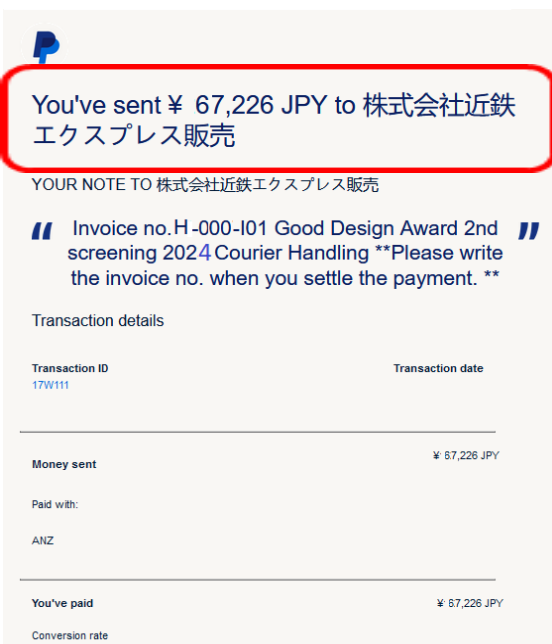 You've sent ¥ 67,226 JPY to 株式会社近鉄
エクスプレス販売
YOUR NOTE TO 株式会社近鉄エクスプレス販売
“ Invoice no.H-000-I01 Good Design Award 2nd ”
screening 2024 Courier Handling **Please write
the invoice no. when you settle the payment. **
Transaction details
Transaction ID Transaction date
17W111
Money sent ¥ 67,226 JPY
Paid with:
ANZ
You've paid ¥ 67,226 JPY
Conversion rate